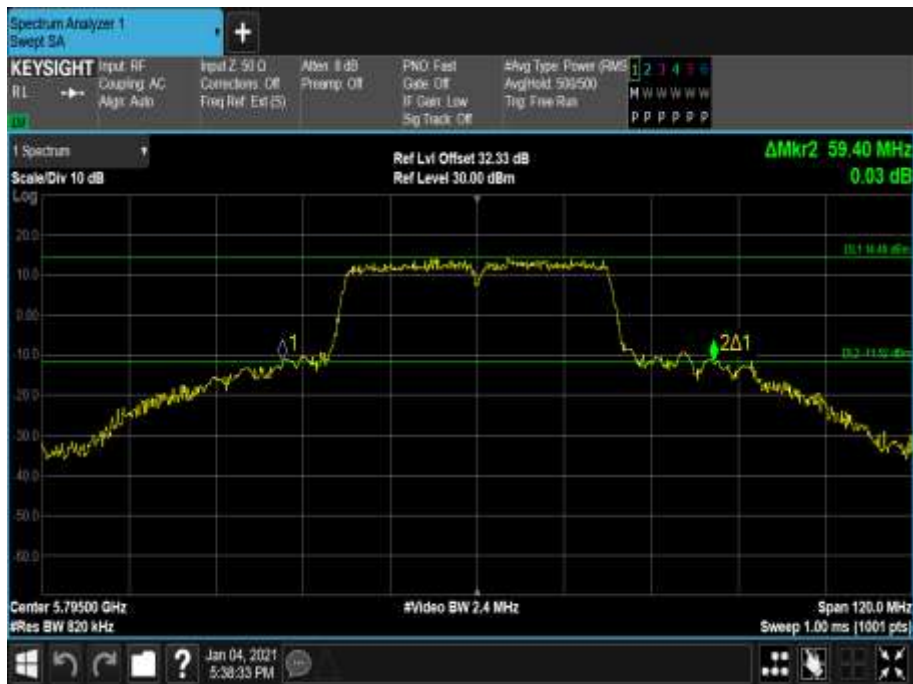 Spectrum Analyzer 1
Swept SA
+
KEYSIGHT
RL
Input: RF
Coupling: AC
Align: Auto
Input Z: 50 Ω
Corrections: Off
Freq Ref: Ext (S)
Atten: 8 dB
Preamp: Off
PNO: Fast
Gate: Off
IF Gain: Low
Sig Track: Off
#Avg Type: Power (RMS
Avg|Hold: 500/500
Trig: Free Run
1 2 3 4 5 6
M W W W W W
P P P P P P
1 Spectrum
Scale/Div 10 dB
Log
Ref Lvl Offset 32.33 dB
Ref Level 30.00 dBm
ΔMkr2 59.40 MHz
0.03 dB
20.0
10.0
0.00
-10.0
-20.0
-30.0
-40.0
-50.0
-60.0
1
2Δ1
DL2 -11.52 dBm
Center 5.79500 GHz
#Res BW 820 kHz
#Video BW 2.4 MHz
Span 120.0 MHz
Sweep 1.00 ms (1001 pts)
?
Jan 04, 2021
5:38:33 PM